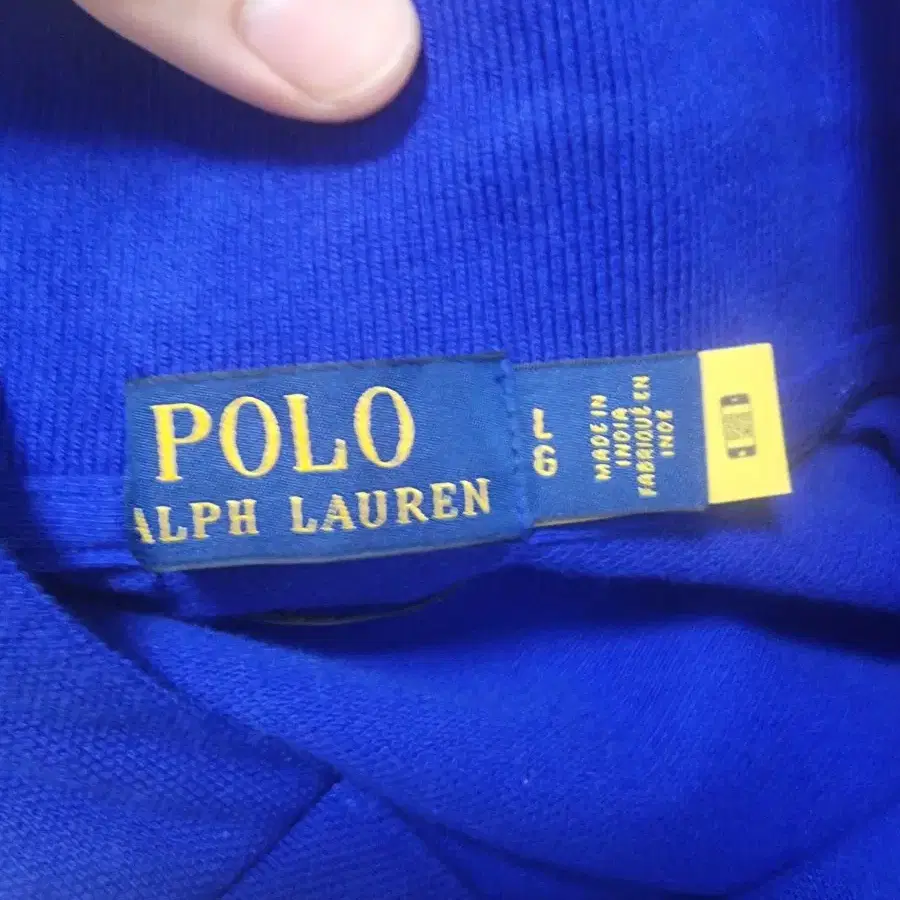 POLO
ALPH LAUREN
L
G
MADE IN
INDIA
FABRIQUÉ EN
INDE